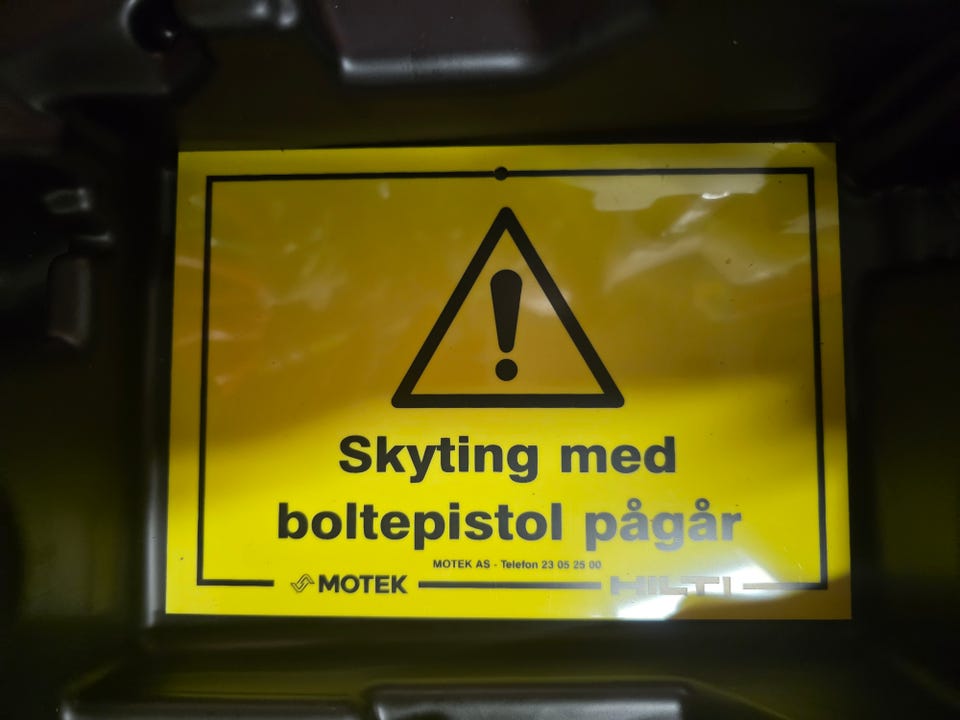 Skyting med
boltepistol pågår
MOTEK AS - Telefon 23 05 25 00
MOTEK HILTI